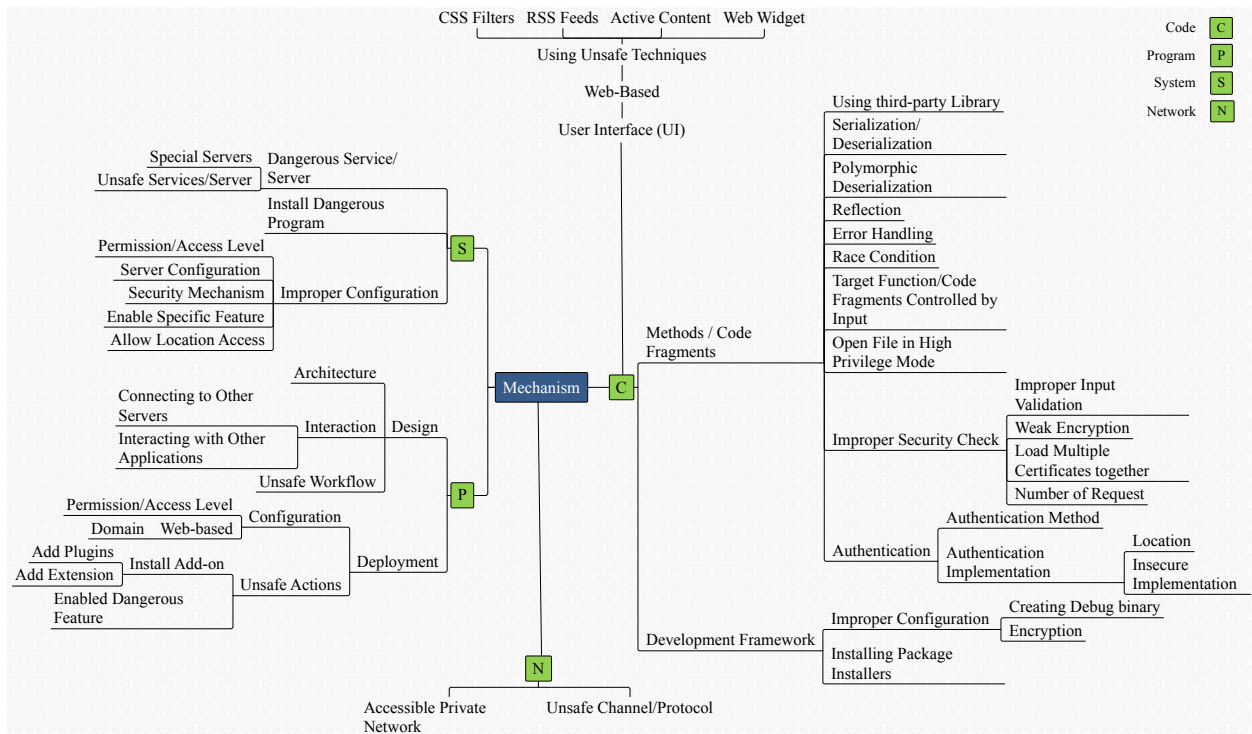 CSS Filters RSS Feeds Active Content Web Widget
Using Unsafe Techniques
Web-Based
User Interface (UI)
Code C
Program P
System S
Network N
Special Servers
Unsafe Services/Server
Dangerous Service/
Server
Install Dangerous
Program
S
Permission/Access Level
Server Configuration
Security Mechanism
Enable Specific Feature
Allow Location Access
Improper Configuration
Architecture
Connecting to Other
Servers
Interacting with Other
Applications
Interaction
Design
Unsafe Workflow
P
Permission/Access Level
Domain Web-based
Configuration
Add Plugins
Add Extension
Install Add-on
Enabled Dangerous
Feature
Unsafe Actions
Deployment
Mechanism
C
Methods / Code
Fragments
Using third-party Library
Serialization/
Deserialization
Polymorphic
Deserialization
Reflection
Error Handling
Race Condition
Target Function/Code
Fragments Controlled by
Input
Open File in High
Privilege Mode
Improper Security Check
Improper Input
Validation
Weak Encryption
Load Multiple
Certificates together
Number of Request
Authentication
Authentication Method
Authentication
Implementation
Location
Insecure
Implementation
Development Framework
Improper Configuration
Creating Debug binary
Encryption
Installing Package
Installers
N
Accessible Private
Network
Unsafe Channel/Protocol